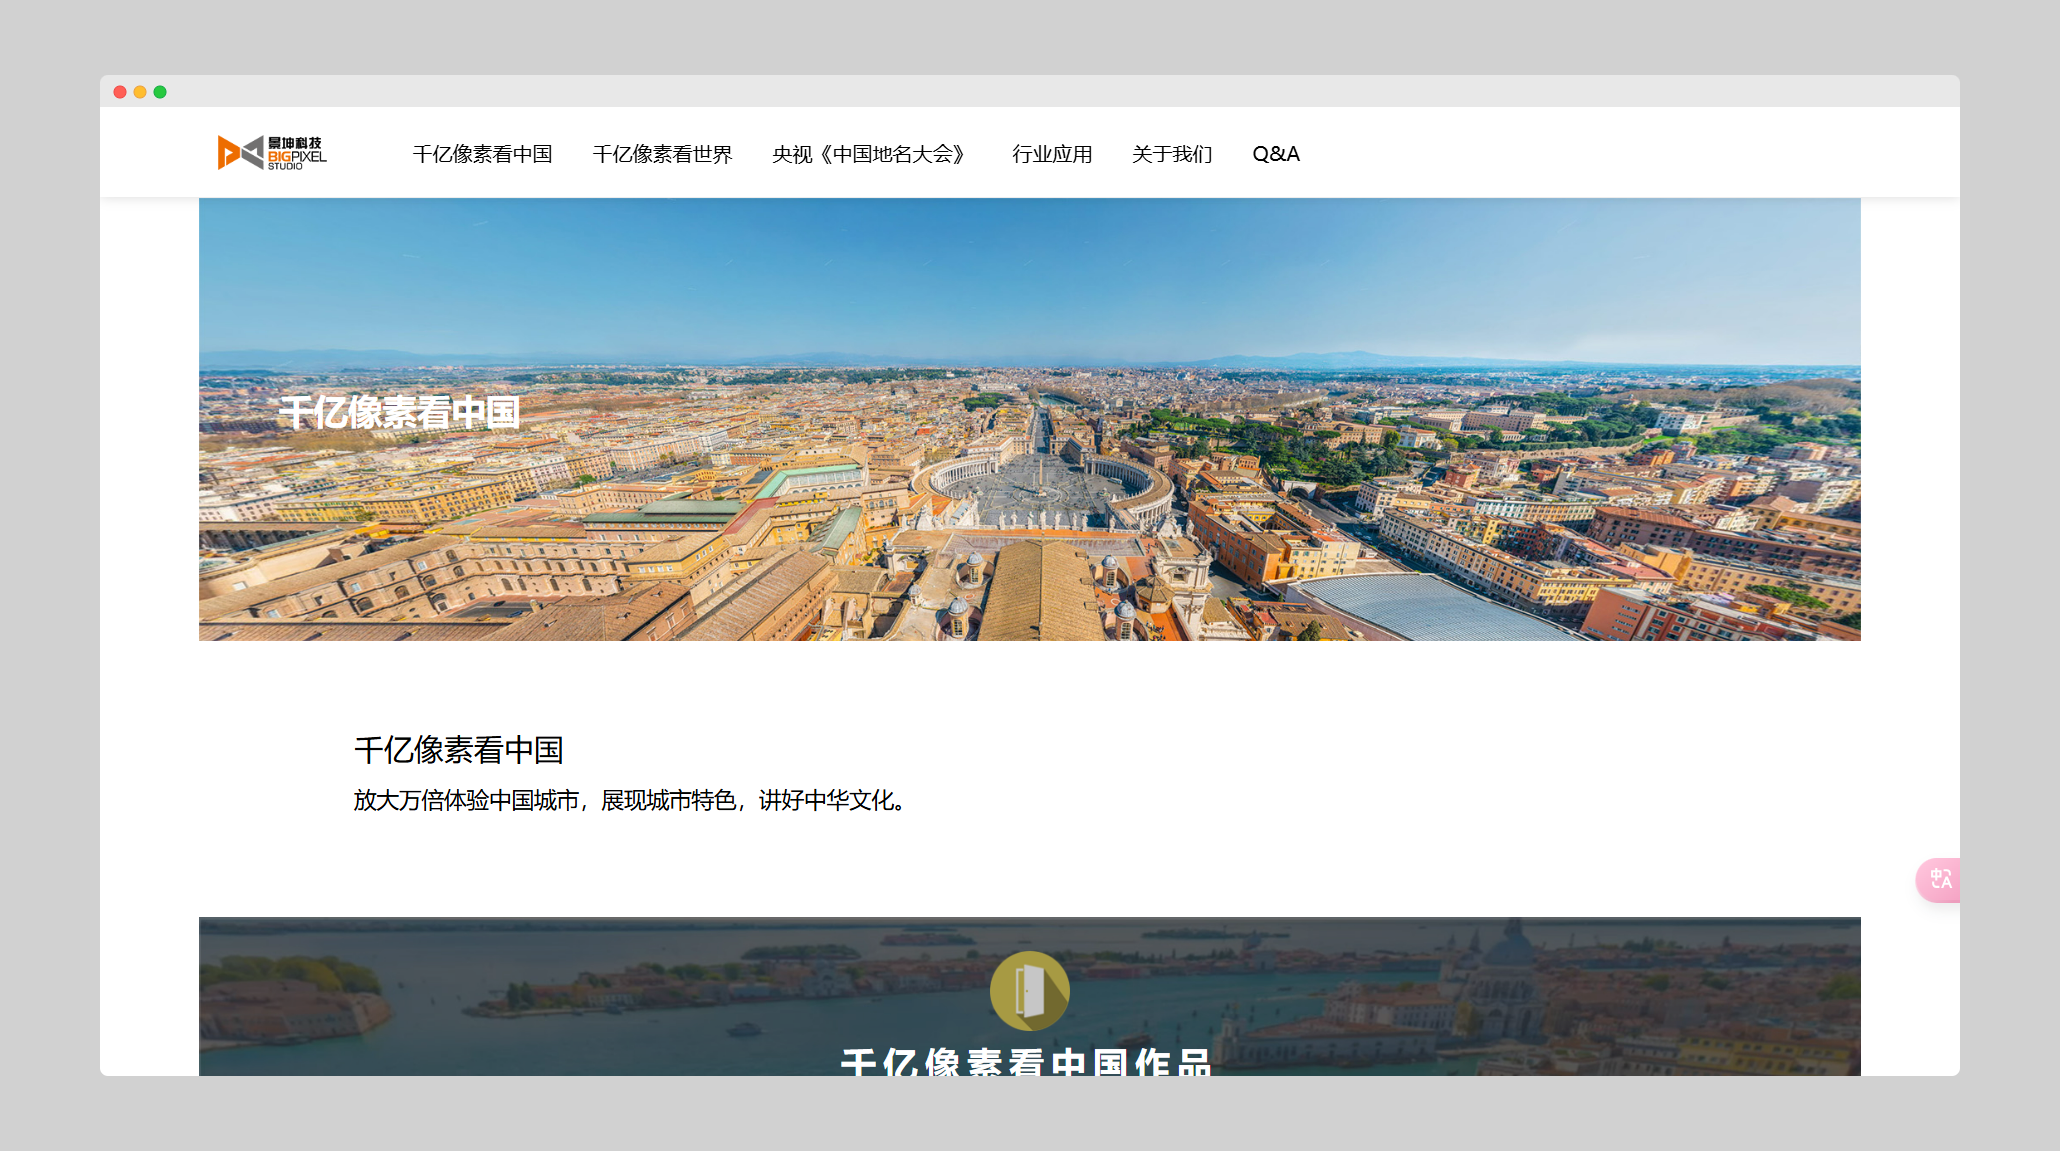 景坤科技
BIGPIXEL
STUDIO
千亿像素看中国
千亿像素看世界
央视《中国地名大会》
行业应用
关于我们
Q&A
千亿像素看中国
千亿像素看中国
放大万倍体验中国城市，展现城市特色，讲好中华文化。
中
A
千亿像素看中国作品